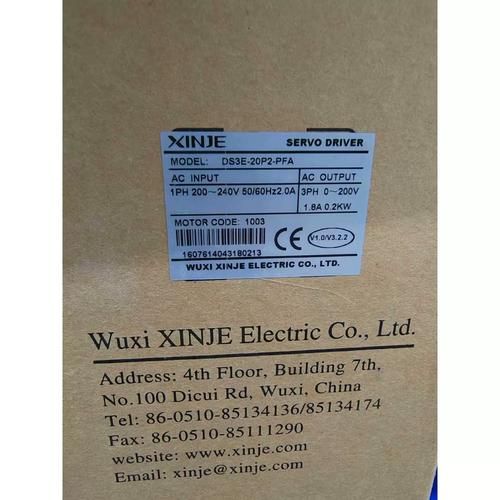 XINJE SERVO DRIVER
MODEL: DS3E-20P2-PFA
AC INPUT AC OUTPUT
1PH 200~240V 50/60Hz2.0A 3PH 0~200V
1.8A 0.2KW
MOTOR CODE: 1003
CE V1.0/V3.2.2
1607614043180213
WUXI XINJE ELECTRIC CO., LTD.
Wuxi XINJE Electric Co., Ltd.
Address: 4th Floor, Building 7th,
No.100 Dicui Rd, Wuxi, China
Tel: 86-0510-85134136/85134174
Fax: 86-0510-85111290
website: www.xinje.com
Email: xinje@xinje.com